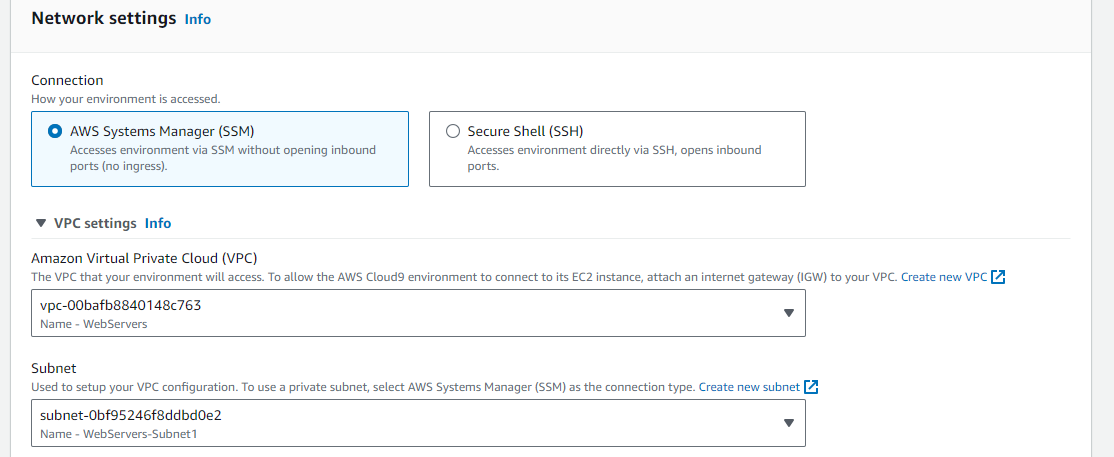 Network settings Info
Connection
How your environment is accessed.
AWS Systems Manager (SSM)
Accesses environment via SSM without opening inbound
ports (no ingress).
Secure Shell (SSH)
Accesses environment directly via SSH, opens inbound
ports.
VPC settings Info
Amazon Virtual Private Cloud (VPC)
The VPC that your environment will access. To allow the AWS Cloud9 environment to connect to its EC2 instance, attach an internet gateway (IGW) to your VPC. Create new VPC
vpc-00bafb8840148c763
Name - WebServers
Subnet
Used to setup your VPC configuration. To use a private subnet, select AWS Systems Manager (SSM) as the connection type. Create new subnet
subnet-0bf95246f8ddbd0e2
Name - WebServers-Subnet1